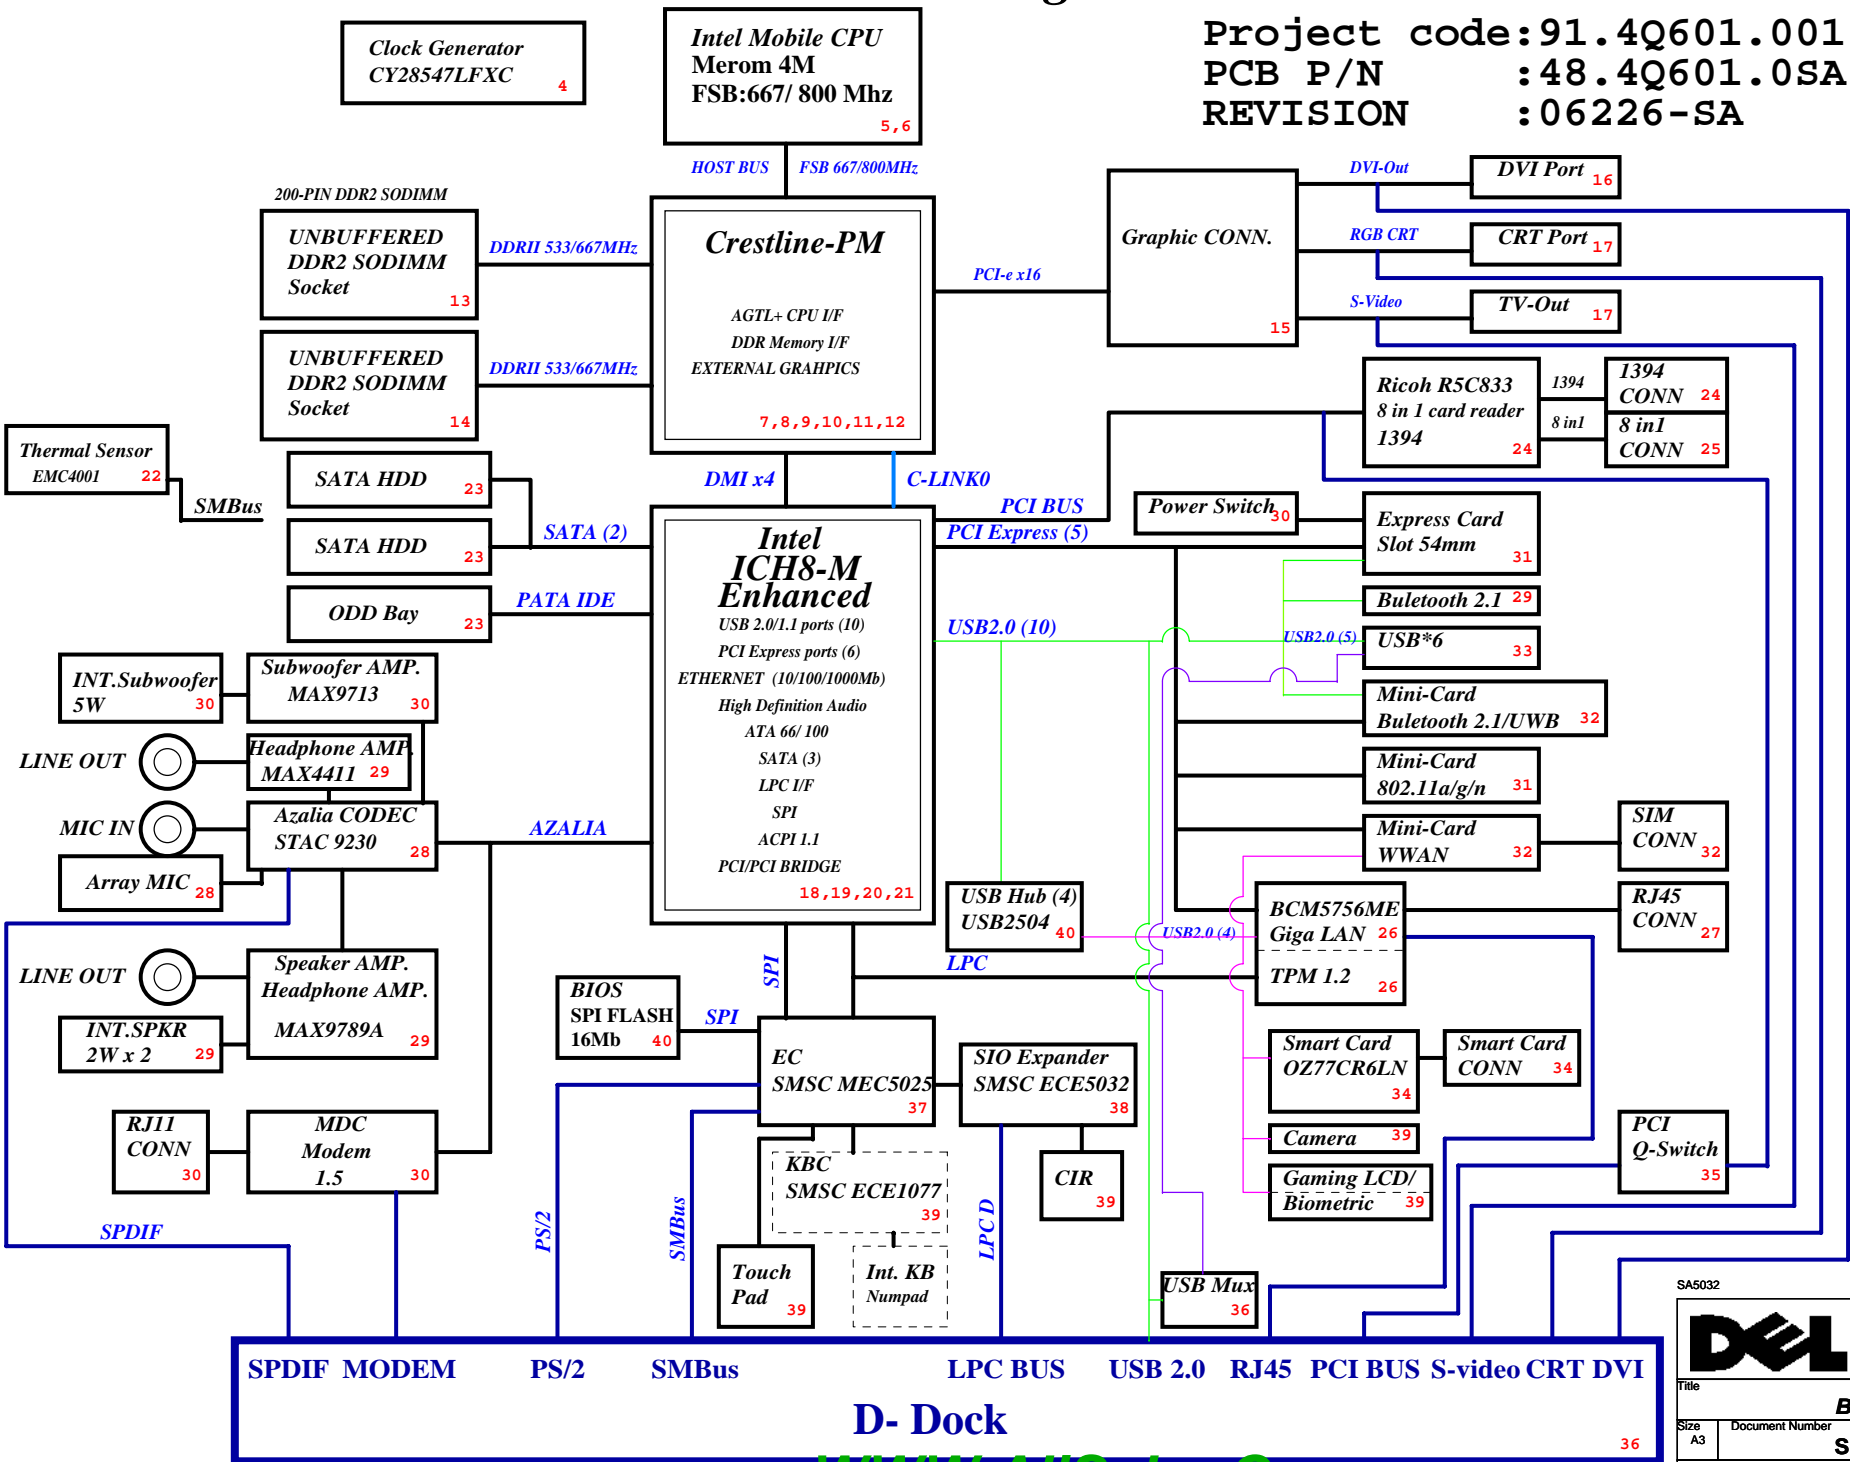 Project code:91.4Q601.001
PCB P/N :48.4Q601.0SA
REVISION :06226-SA
Clock Generator
CY28547LFXC
4
Intel Mobile CPU
Merom 4M
FSB:667/ 800 Mhz
5,6
HOST BUS
FSB 667/800MHz
200-PIN DDR2 SODIMM
UNBUFFERED
DDR2 SODIMM
Socket
13
DDRII 533/667MHz
UNBUFFERED
DDR2 SODIMM
Socket
14
DDRII 533/667MHz
Crestline-PM
AGTL+ CPU I/F
DDR Memory I/F
EXTERNAL GRAHPICS
7,8,9,10,11,12
PCI-e x16
Graphic CONN.
15
DVI-Out
DVI Port
16
RGB CRT
CRT Port
17
S-Video
TV-Out
17
Ricoh R5C833
8 in 1 card reader
1394
24
1394
1394
CONN
24
8 in1
8 in1
CONN
25
Thermal Sensor
EMC4001
22
SMBus
SATA HDD
23
SATA HDD
23
SATA (2)
ODD Bay
23
PATA IDE
DMI x4
C-LINK0
PCI BUS
PCI Express (5)
Intel
ICH8-M
Enhanced
USB 2.0/1.1 ports (10)
PCI Express ports (6)
ETHERNET (10/100/1000Mb)
High Definition Audio
ATA 66/ 100
SATA (3)
LPC I/F
SPI
ACPI 1.1
PCI/PCI BRIDGE
18,19,20,21
USB2.0 (10)
Power Switch
30
Express Card
Slot 54mm
31
Buletooth 2.1
29
USB2.0 (5)
USB*6
33
Mini-Card
Buletooth 2.1/UWB
32
Mini-Card
802.11a/g/n
31
Mini-Card
WWAN
32
SIM
CONN
32
INT.Subwoofer
5W
30
Subwoofer AMP.
MAX9713
30
LINE OUT
Headphone AMP.
MAX4411
29
MIC IN
Azalia CODEC
STAC 9230
28
AZALIA
Array MIC
28
LINE OUT
Speaker AMP.
Headphone AMP.
MAX9789A
29
INT.SPKR
2W x 2
29
USB Hub (4)
USB2504
40
USB2.0 (4)
BCM5756ME
Giga LAN
26
TPM 1.2
26
RJ45
CONN
27
SPI
LPC
BIOS
SPI FLASH
16Mb
40
SPI
EC
SMSC MEC5025
37
SIO Expander
SMSC ECE5032
38
Smart Card
OZ77CR6LN
34
Smart Card
CONN
34
RJ11
CONN
30
MDC
Modem
1.5
30
KBC
SMSC ECE1077
39
CIR
39
Camera
39
Gaming LCD/
Biometric
39
PCI
Q-Switch
35
SPDIF
PS/2
SMBus
LPC D
Touch
Pad
39
Int. KB
Numpad
USB Mux
36
SPDIF MODEM PS/2 SMBus LPC BUS USB 2.0 RJ45 PCI BUS S-video CRT DVI
D- Dock
36
SA5032
DELL
Title
B
Size
A3
Document Number
S